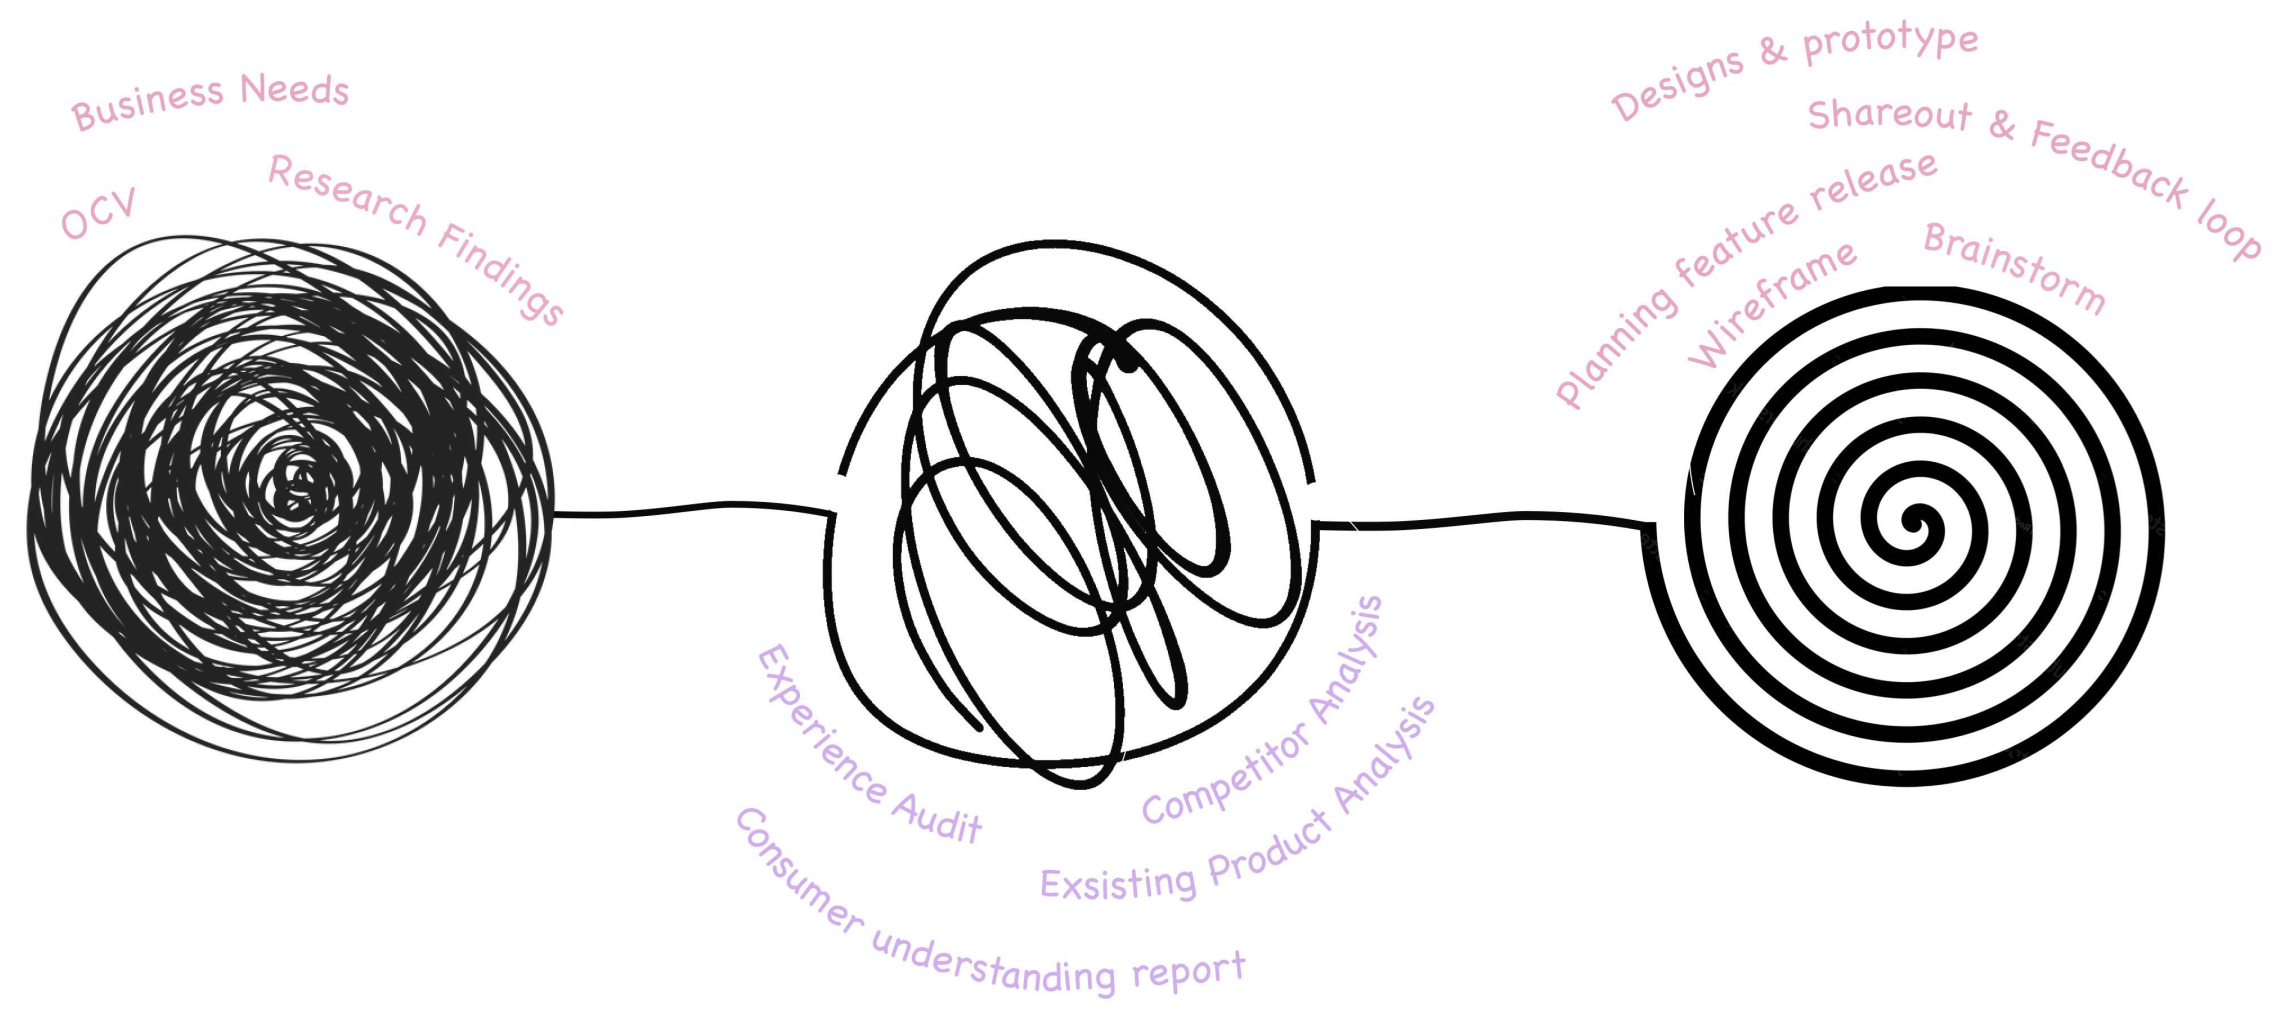 Business Needs
OCV
Research Findings
Experience Audit
Consumer understanding report
Competitor Analysis
Exsisting Product Analysis
Designs & prototype
Shareout & Feedback loop
Planning feature release
Wireframe
Brainstorm